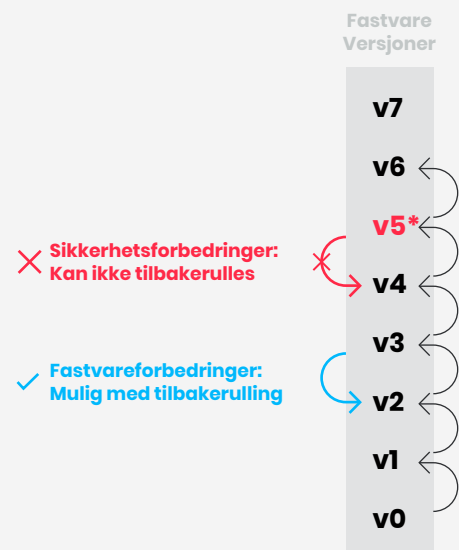 Fastvare
Versjoner
v7
v6
v5*
Sikkerhetsforbedringer:
Kan ikke tilbakerulles
v4
v3
Fastvareforbedringer:
Mulig med tilbakerulling
v2
v1
v0